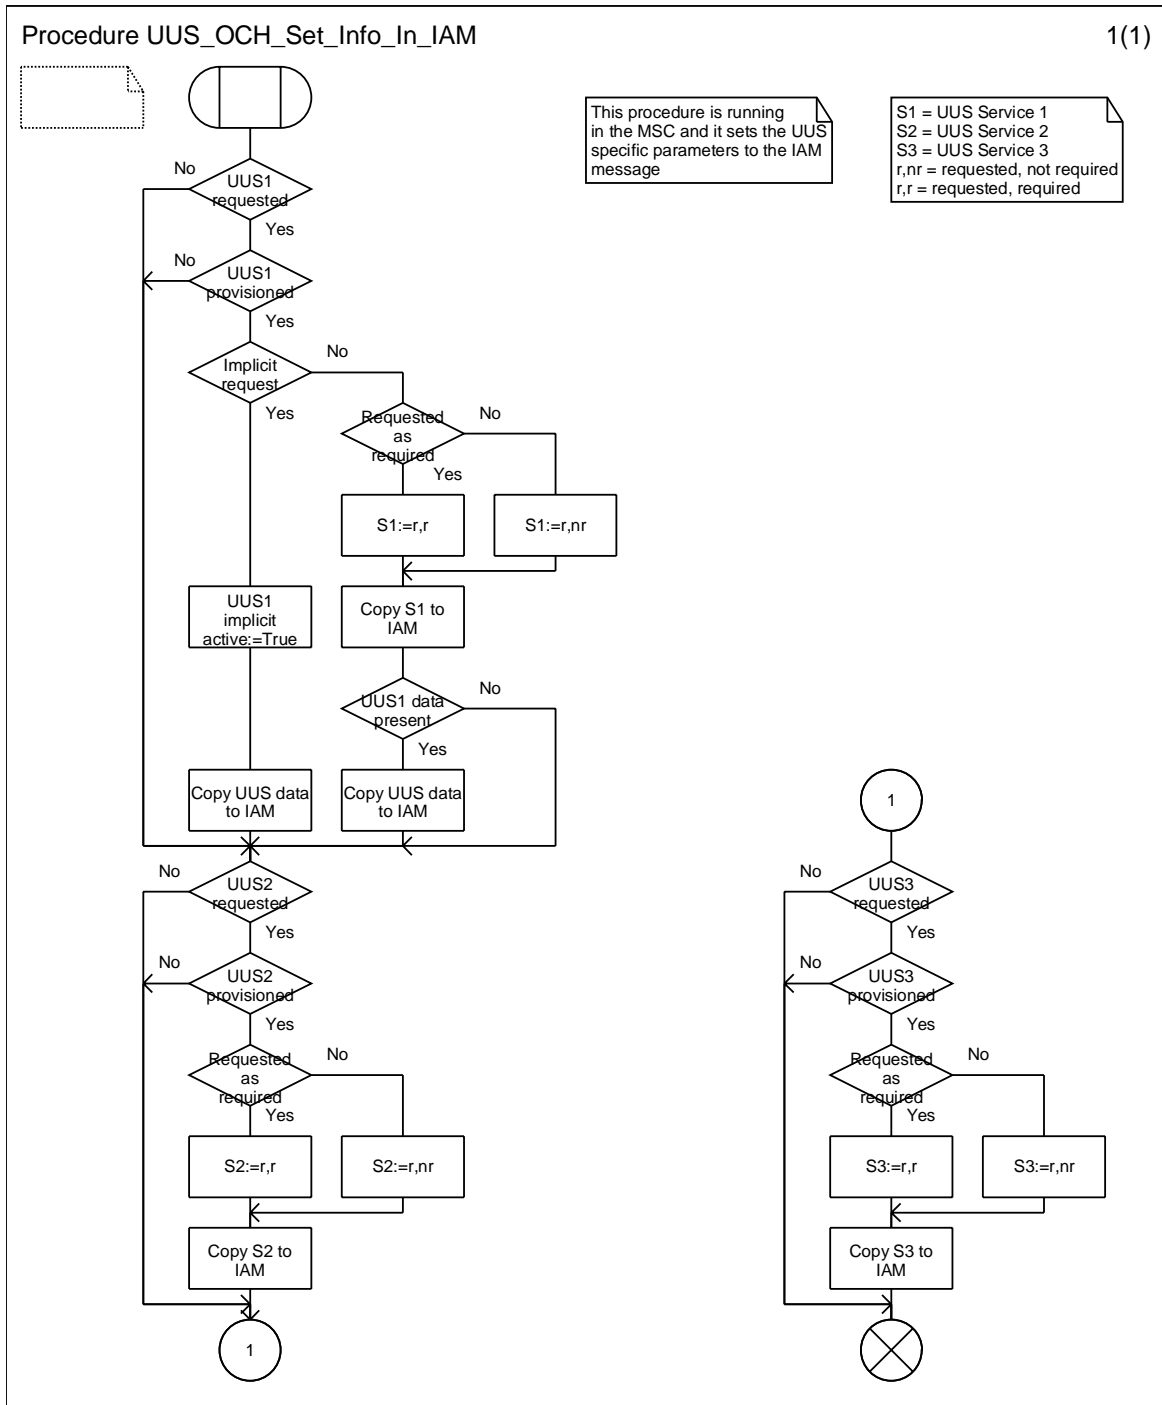 Procedure UUS_OCH_Set_Info_In_IAM
1(1)
This procedure is running
in the MSC and it sets the UUS
specific parameters to the IAM
message
S1 = UUS Service 1
S2 = UUS Service 2
S3 = UUS Service 3
r,nr = requested, not required
r,r = requested, required
No
UUS1
requested
Yes
No
UUS1
provisioned
Yes
Implicit
request
No
Yes
Requested
as
required
No
Yes
S1:=r,r
S1:=r,nr
UUS1
implicit
active:=True
Copy S1 to
IAM
UUS1 data
present
No
Yes
Copy UUS data
to IAM
Copy UUS data
to IAM
No
UUS2
requested
Yes
No
UUS2
provisioned
Yes
Requested
as
required
No
Yes
S2:=r,r
S2:=r,nr
Copy S2 to
IAM
1
1
No
UUS3
requested
Yes
No
UUS3
provisioned
Yes
Requested
as
required
No
Yes
S3:=r,r
S3:=r,nr
Copy S3 to
IAM